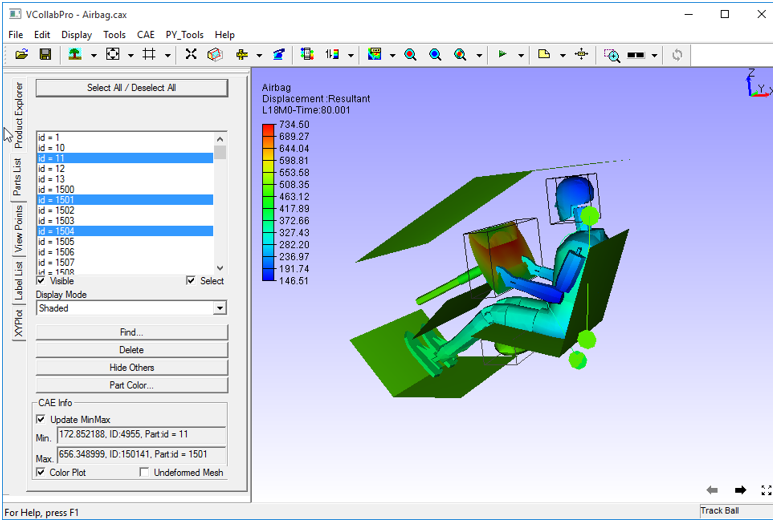 VCollabPro - Airbag.cax
File Edit Display Tools CAE PY_Tools Help
Product Explorer
Parts List
View Points
Label List
XYPlot
Select All / Deselect All
id = 1
id = 10
id = 11
id = 12
id = 13
id = 1500
id = 1501
id = 1502
id = 1503
id = 1504
id = 1505
id = 1506
id = 1507
id = 1508
Visible Select
Display Mode
Shaded
Find...
Delete
Hide Others
Part Color...
CAE Info
Update MinMax
Min. 172.852188, ID:4955, Part:id = 11
Max. 656.348999, ID:150141, Part:id = 1501
Color Plot Undeformed Mesh
Airbag
Displacement :Resultant
L18M0-Time:80.001
734.50
689.27
644.04
598.81
553.58
508.35
463.12
417.89
372.66
327.43
282.20
236.97
191.74
146.51
Z
Y
X
For Help, press F1
Track Ball